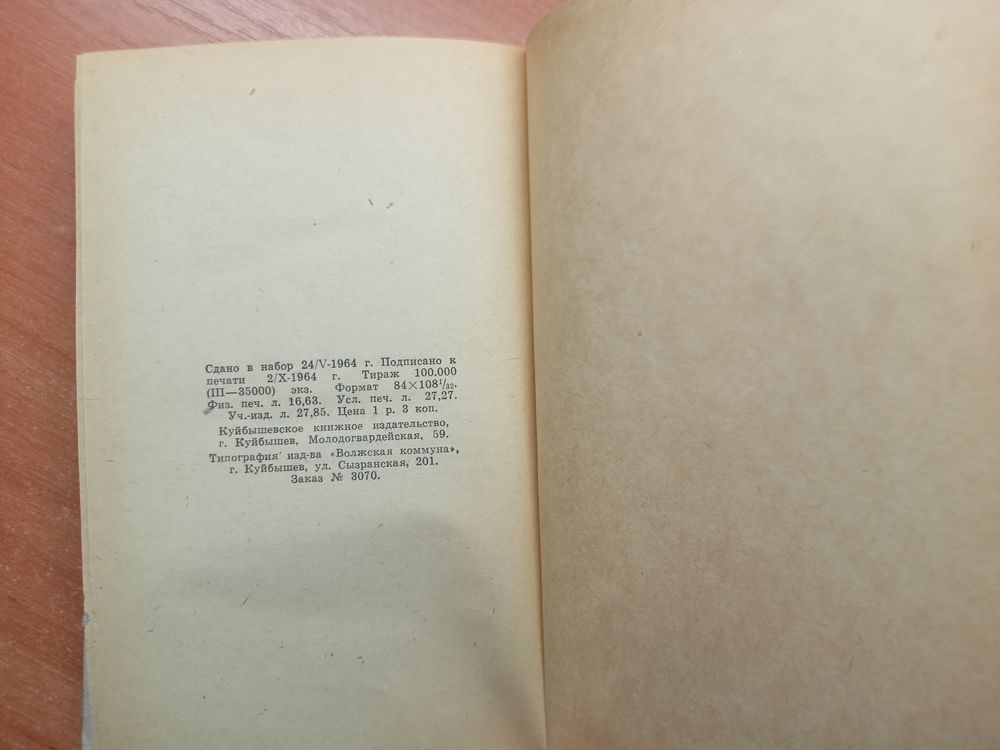 Сдано в набор 24/V-1964 г. Подписано к
печати 2/X-1964 г. Тираж 100.000
(III—35000) экз. Формат 84×108¹/₃₂.
Физ. печ. л. 16,63. Усл. печ. л. 27,27.
Уч.-изд. л. 27,85. Цена 1 р. 3 коп.
Куйбышевское книжное издательство,
г. Куйбышев, Молодогвардейская, 59.
Типография изд-ва «Волжская коммуна»,
г. Куйбышев, ул. Сызранская, 201.
Заказ № 3070.